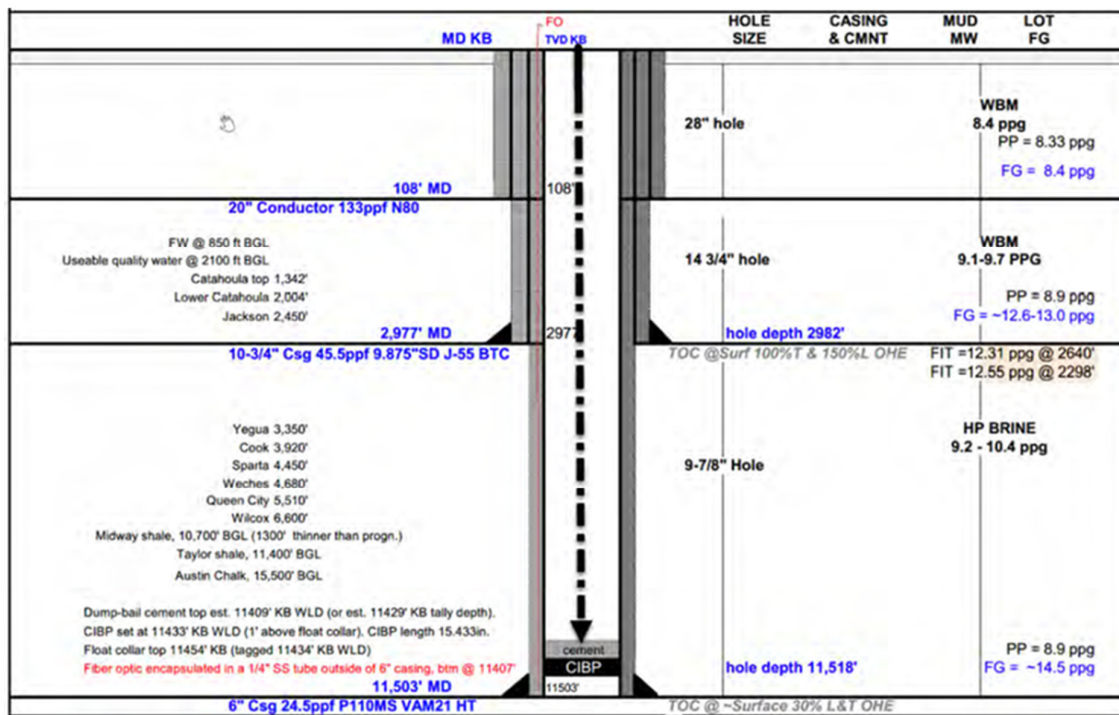 FO
HOLE CASING MUD LOT
MD KB TVD KB SIZE & CMNT MW FG
WBM
28" hole 8.4 ppg
PP = 8.33 ppg
FG = 8.4 ppg
108' MD 108'
20" Conductor 133ppf N80
FW @ 850 ft BGL
WBM
Useable quality water @ 2100 ft BGL 14 3/4" hole 9.1-9.7 PPG
Catahoula top 1,342'
Lower Catahoula 2,004' PP = 8.9 ppg
Jackson 2,450' FG = ~12.6-13.0 ppg
2,977' MD 2977' hole depth 2982'
10-3/4" Csg 45.5ppf 9.875"SD J-55 BTC TOC @Surf 100%T & 150%L OHE FIT =12.31 ppg @ 2640'
FIT =12.55 ppg @ 2298'
Yegua 3,350' HP BRINE
Cook 3,920' 9.2 - 10.4 ppg
Sparta 4,450' 9-7/8" Hole
Weches 4,680'
Queen City 5,510'
Wilcox 6,600'
Midway shale, 10,700' BGL (1300' thinner than progn.)
Taylor shale, 11,400' BGL
Austin Chalk, 15,500' BGL
Dump-bail cement top est. 11409' KB WLD (or est. 11429' KB tally depth).
CIBP set at 11433' KB WLD (1' above float collar). CIBP length 15.433in.
Float collar top 11454' KB (tagged 11434' KB WLD) cement PP = 8.9 ppg
Fiber optic encapsulated in a 1/4" SS tube outside of 6" casing, btm @ 11407' CIBP hole depth 11,518' FG = ~14.5 ppg
11,503' MD 11503'
6" Csg 24.5ppf P110MS VAM21 HT TOC @ ~Surface 30% L&T OHE